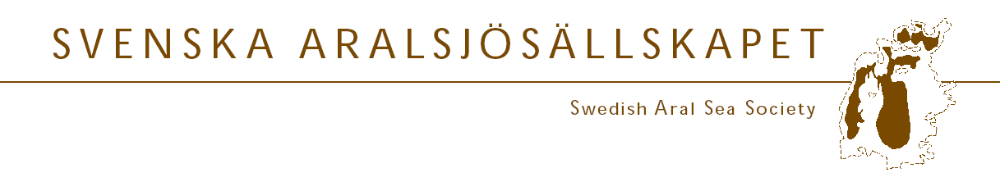 SVENSKA ARALSJÖSÄLLSKAPET
Swedish Aral Sea Society